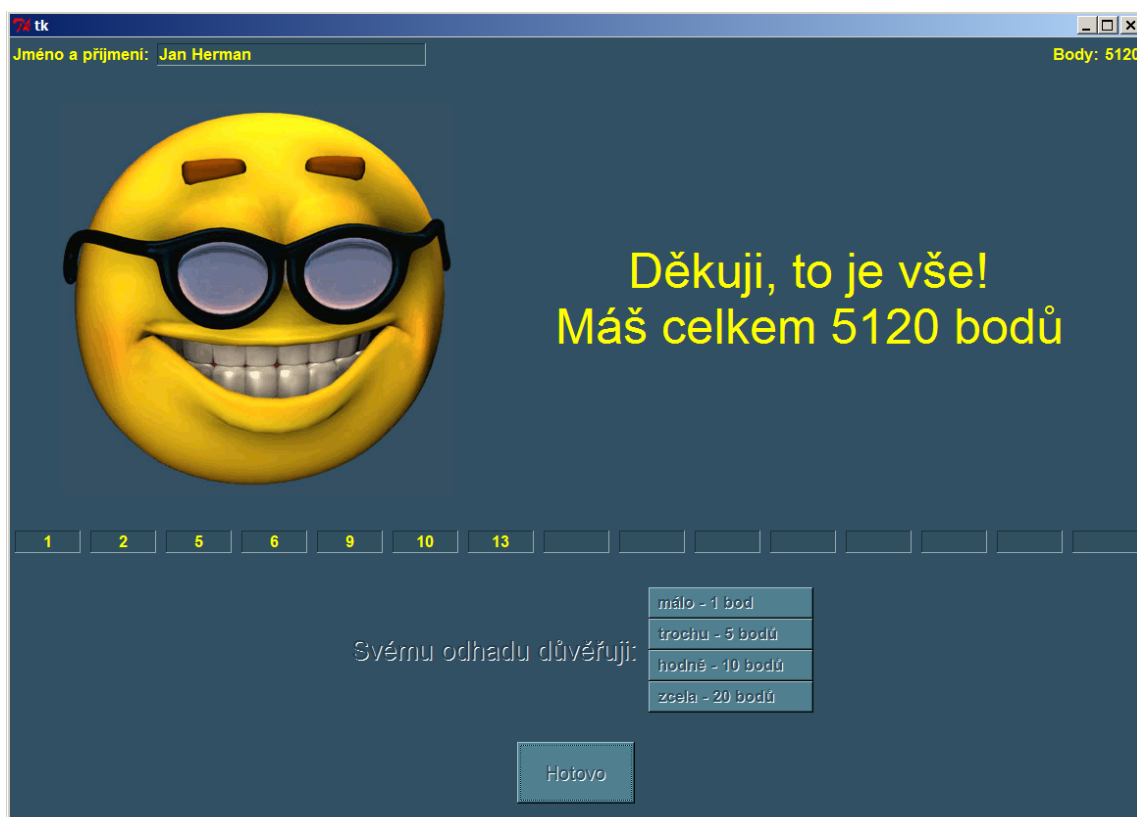 tk
Jméno a příjmení: Jan Herman
Body: 5120
Děkuji, to je vše!
Máš celkem 5120 bodů
1 2 5 6 9 10 13
málo - 1 bod
trochu - 5 bodů
Svému odhadu důvěřuji:
hodně - 10 bodů
zcela - 20 bodů
Hotovo